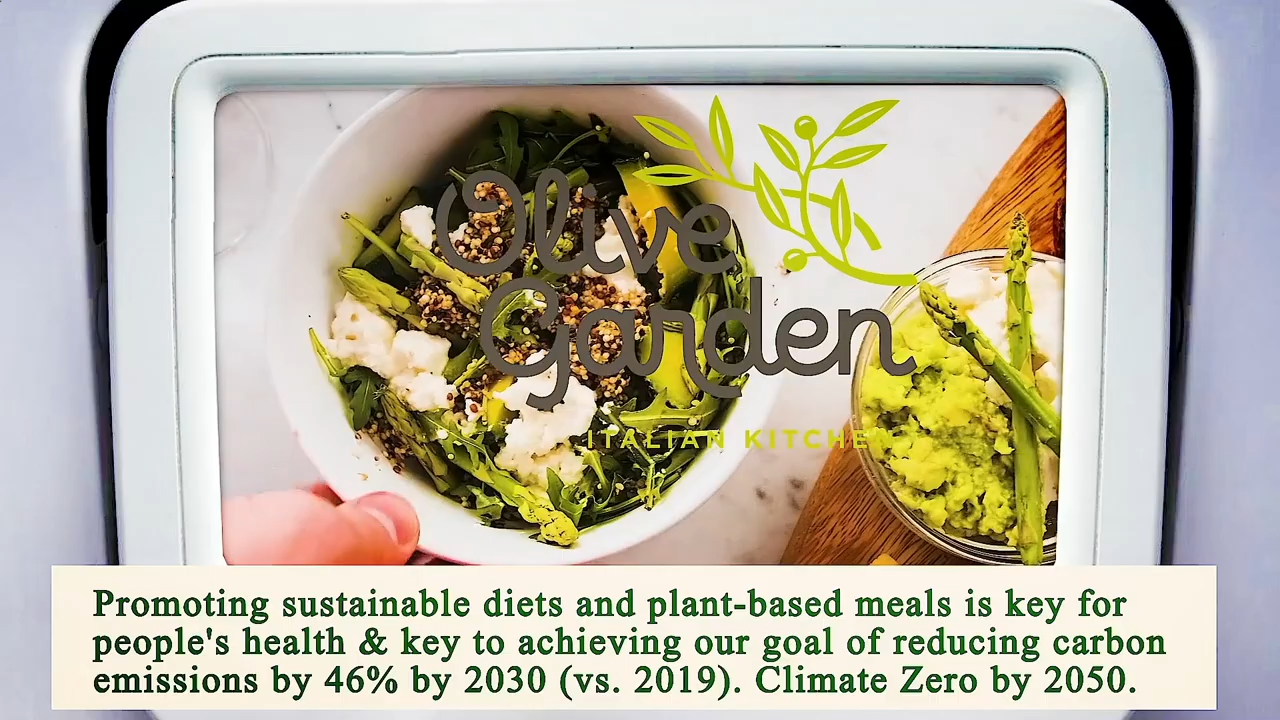 Olive
Garden
ITALIAN KITCHEN
Promoting sustainable diets and plant-based meals is key for
people's health & key to achieving our goal of reducing carbon
emissions by 46% by 2030 (vs. 2019). Climate Zero by 2050.